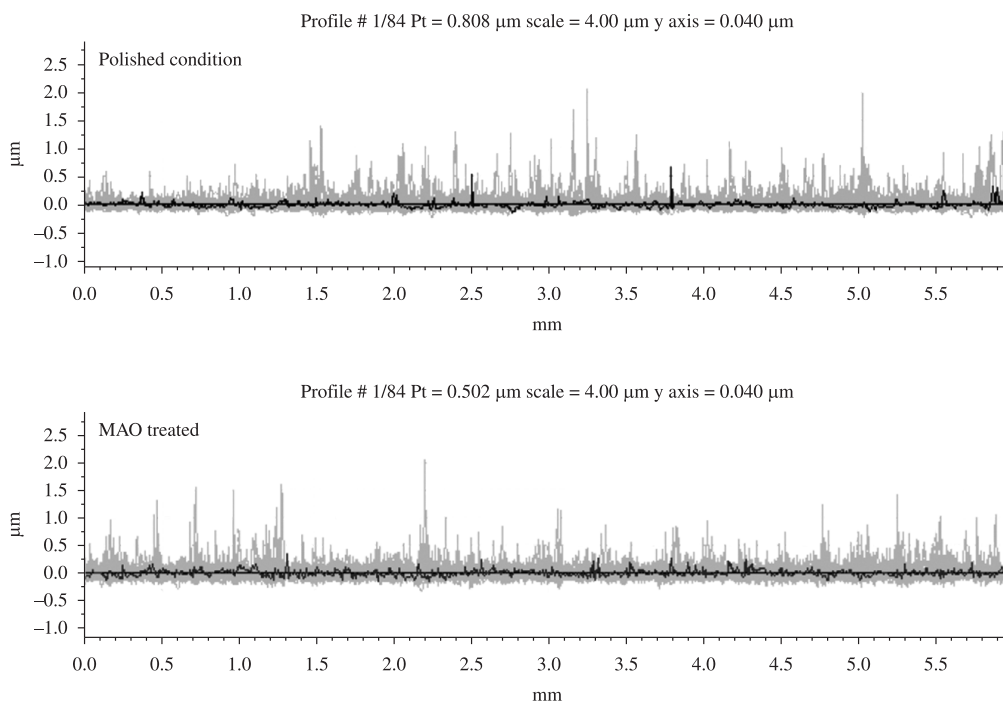 Profile # 1/84 Pt = 0.808 μm scale = 4.00 μm y axis = 0.040 μm
Polished condition
2.5
2.0
1.5
1.0
0.5
0.0
–0.5
–1.0
μm
0.0 0.5 1.0 1.5 2.0 2.5 3.0 3.5 4.0 4.5 5.0 5.5
mm
Profile # 1/84 Pt = 0.502 μm scale = 4.00 μm y axis = 0.040 μm
MAO treated
2.5
2.0
1.5
1.0
0.5
0.0
–0.5
–1.0
μm
0.0 0.5 1.0 1.5 2.0 2.5 3.0 3.5 4.0 4.5 5.0 5.5
mm